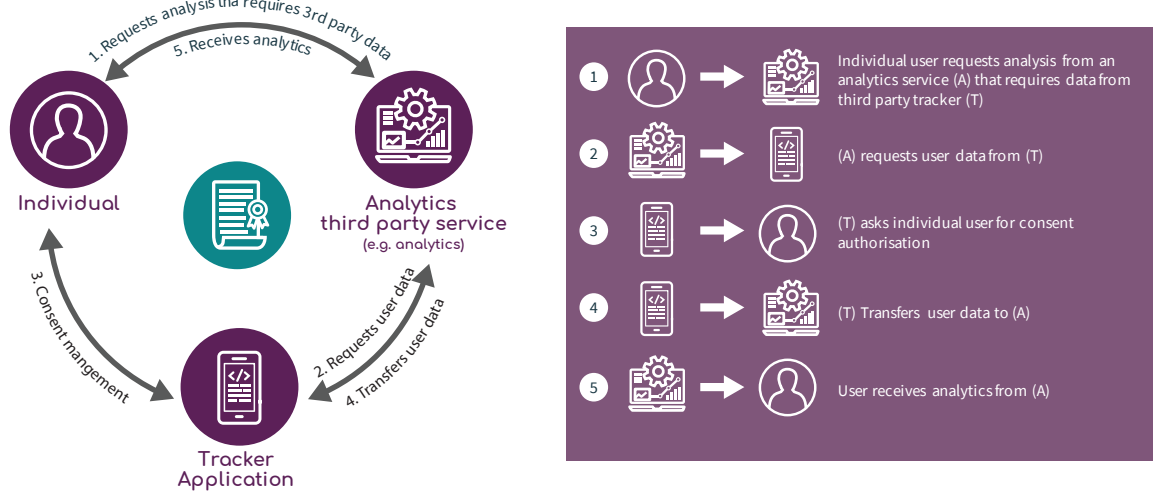 1. Requests analysis that requires 3rd party data
5. Receives analytics
Individual
Analytics
third party service
(e.g. analytics)
3. Consent mangement
2. Requests user data
4. Transfers user data
</>
Tracker
Application
1
Individual user requests analysis from an
analytics service (A) that requires data from
third party tracker (T)
2
</>
(A) requests user data from (T)
3
</>
(T) asks individual user for consent
authorisation
4
</>
(T) Transfers user data to (A)
5
User receives analytics from (A)